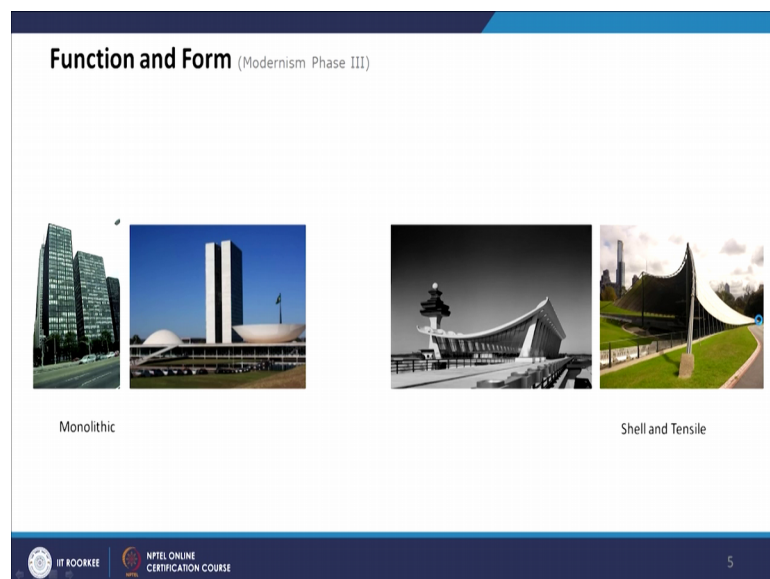 Function and Form (Modernism Phase III)
Monolithic
Shell and Tensile
IIT ROORKEE
NPTEL ONLINE
CERTIFICATION COURSE
5